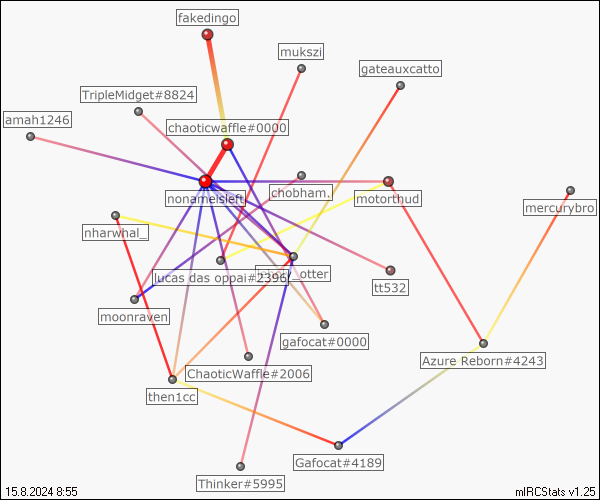 fakedingo
mukszi
gateauxcatto
TripleMidget#8824
amah1246
chaoticwaffle#0000
nonameisleft
chobham.
motorthud
mercurybro
nharwhal_
lucas das oppai#2396
_otter
tt532
moonraven
gafocat#0000
Azure Reborn#4243
ChaoticWaffle#2006
then1cc
Gafocat#4189
Thinker#5995
15.8.2024 8:55
mIRCStats v1.25